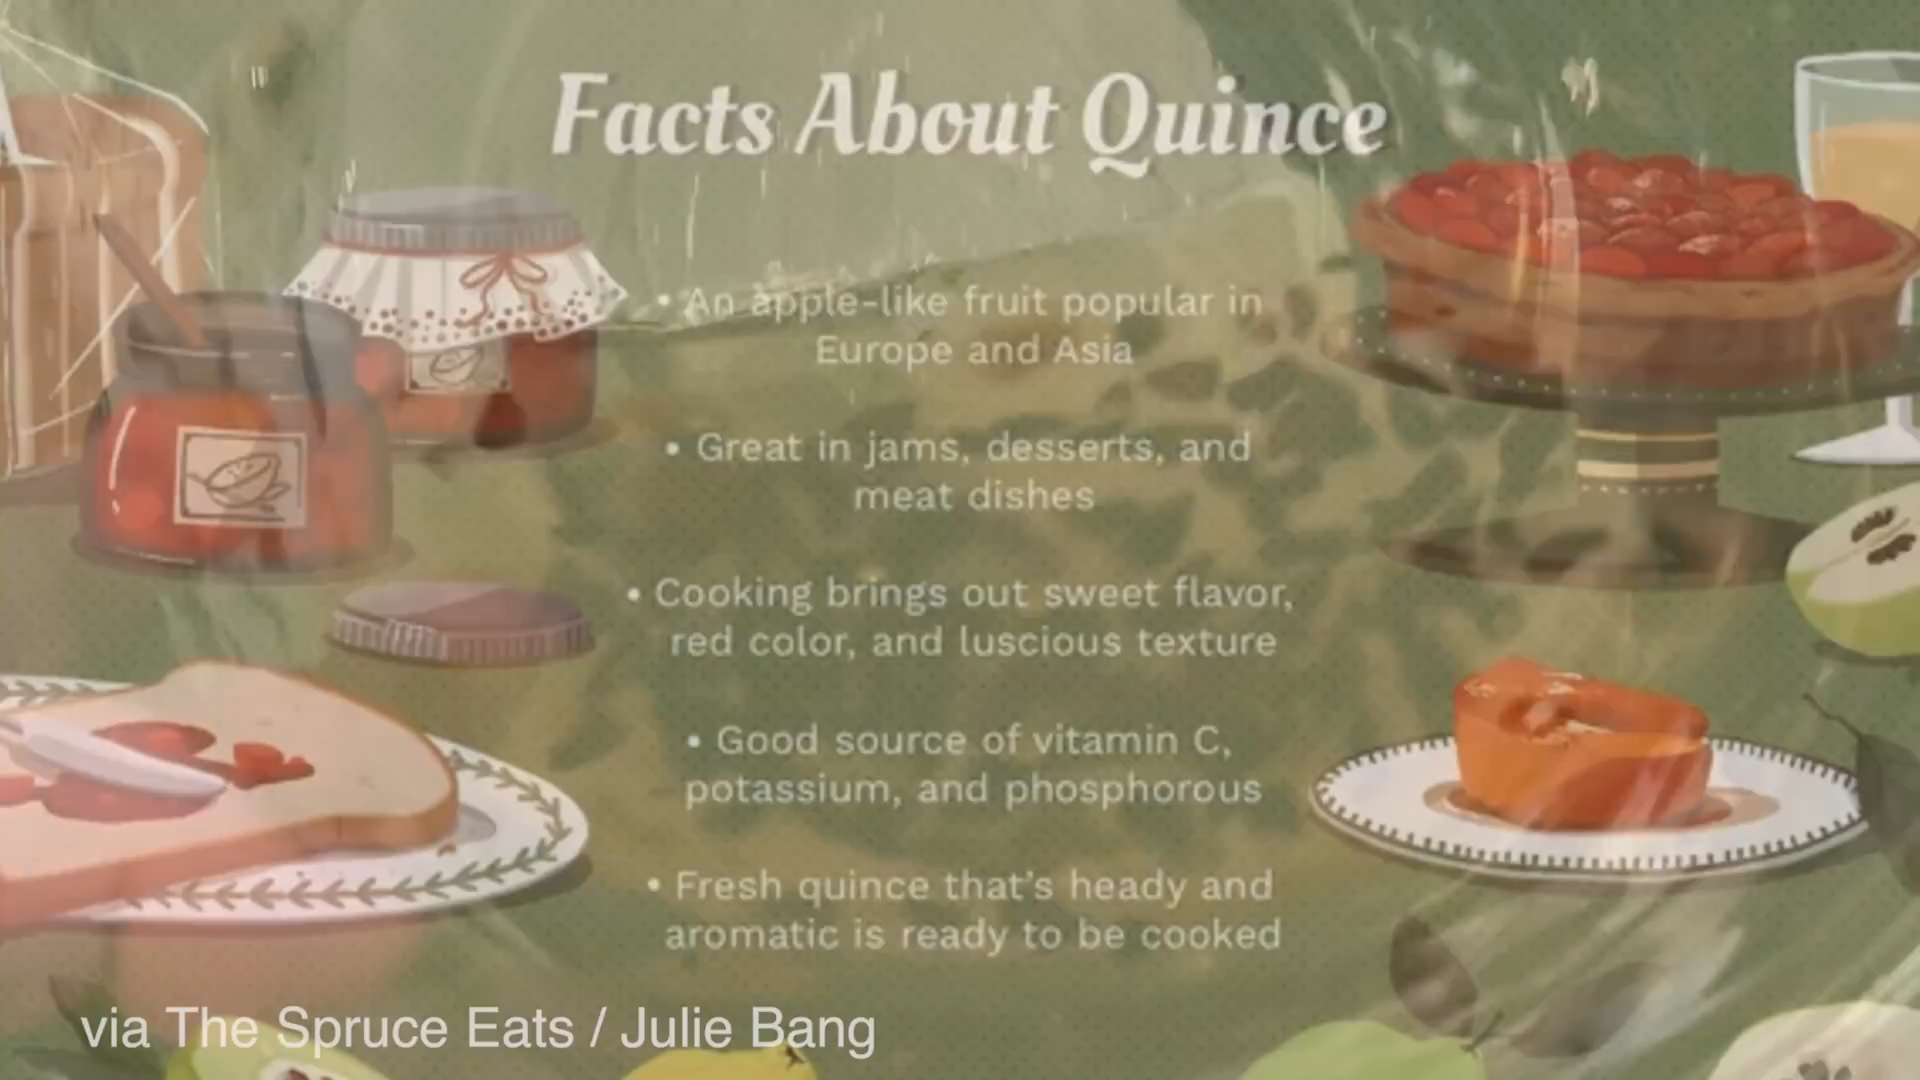 Facts About Quince
• An apple-like fruit popular in
Europe and Asia
• Great in jams, desserts, and
meat dishes
• Cooking brings out sweet flavor,
red color, and luscious texture
• Good source of vitamin C,
potassium, and phosphorous
• Fresh quince that’s heady and
aromatic is ready to be cooked
via The Spruce Eats / Julie Bang